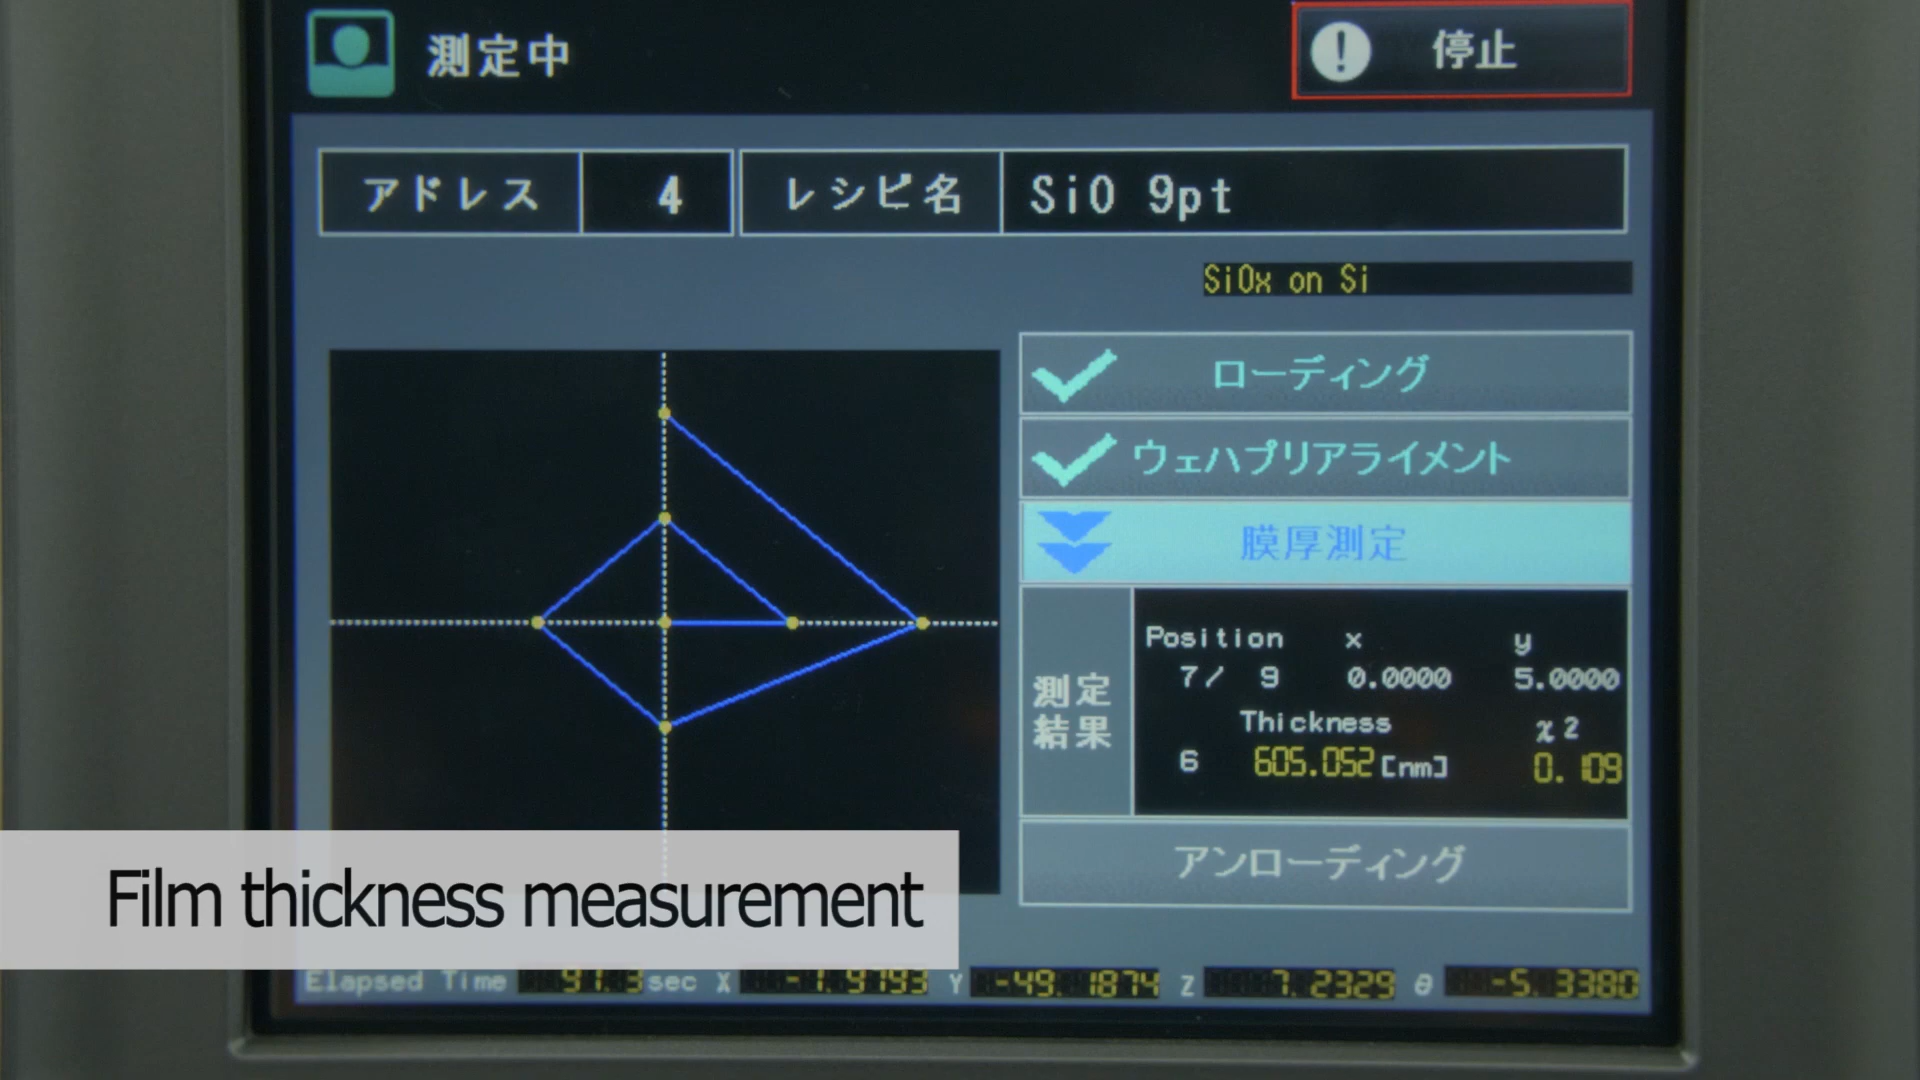 測定中
停止
アドレス 4 レシピ名 SiO 9pt
SiOx on Si
ローディング
ウェハプリアライメント
膜厚測定
測定
結果
Position x y
7/ 9 0.0000 5.0000
Thickness χ2
6 605.052[nm] 0.109
アンローディング
Film thickness measurement
Elapsed Time 97.3sec X -1.9793 Y -49.1874 Z 7.2329 θ -5.3380